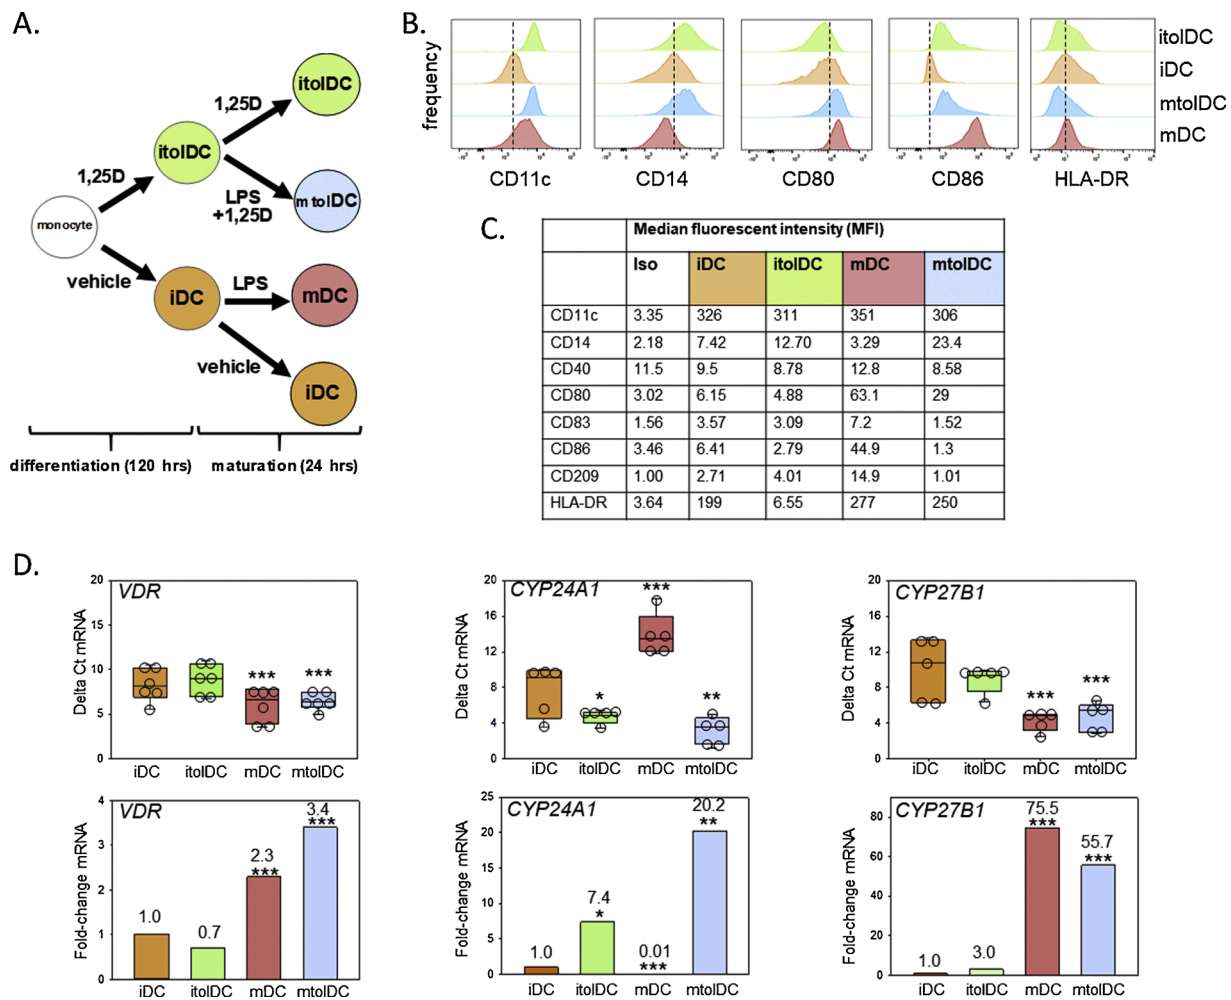 A.
itolDC
1,25D
itolDC
1,25D
LPS
+1,25D
mtolDC
monocyte
vehicle
iDC
LPS
mDC
vehicle
iDC
differentiation (120 hrs)
maturation (24 hrs)
B.
frequency
itolDC
iDC
mtolDC
mDC
CD11c
CD14
CD80
CD86
HLA-DR
C.
Median fluorescent intensity (MFI)
Iso iDC itolDC mDC mtolDC
CD11c 3.35 326 311 351 306
CD14 2.18 7.42 12.70 3.29 23.4
CD40 11.5 9.5 8.78 12.8 8.58
CD80 3.02 6.15 4.88 63.1 29
CD83 1.56 3.57 3.09 7.2 1.52
CD86 3.46 6.41 2.79 44.9 1.3
CD209 1.00 2.71 4.01 14.9 1.01
HLA-DR 3.64 199 6.55 277 250
D.
VDR
Delta Ct mRNA
20
15
10
5
0
*** ***
iDC itolDC mDC mtolDC
CYP24A1
Delta Ct mRNA
20
16
12
8
4
0
* *** **
iDC itolDC mDC mtolDC
CYP27B1
Delta Ct mRNA
20
16
12
8
4
0
*** ***
iDC itolDC mDC mtolDC
VDR
Fold-change mRNA
4
3
2
1
0
1.0 0.7 2.3 3.4
*** ***
iDC itolDC mDC mtolDC
CYP24A1
Fold-change mRNA
25
20
15
10
5
0
1.0 7.4 0.01 20.2
* *** **
iDC itolDC mDC mtolDC
CYP27B1
Fold-change mRNA
80
60
40
20
0
1.0 3.0 75.5 55.7
*** ***
iDC itolDC mDC mtolDC